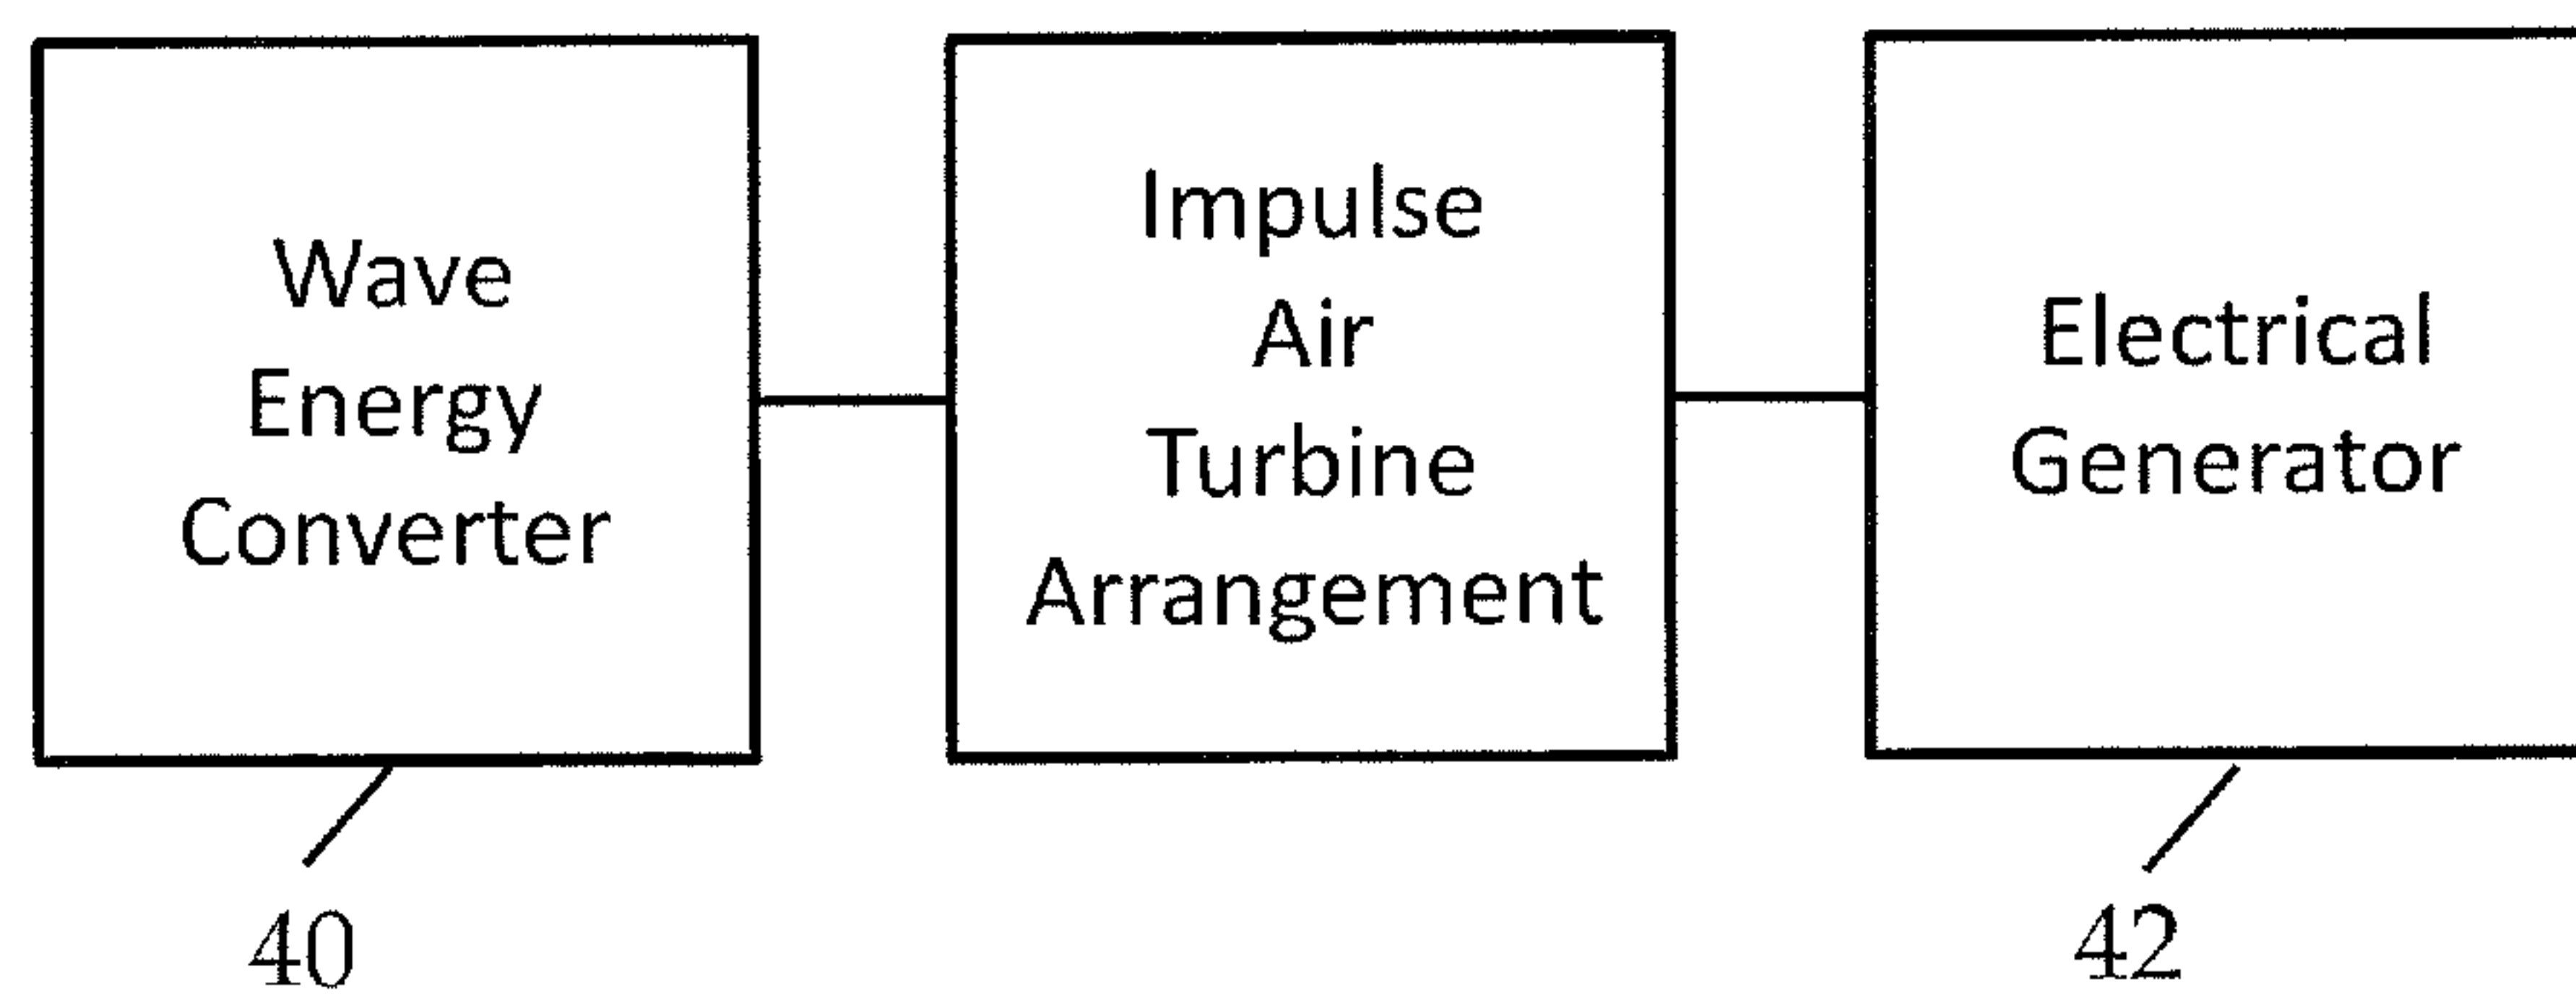 Wave
Energy
Converter
Impulse
Air
Turbine
Arrangement
Electrical
Generator
40
42